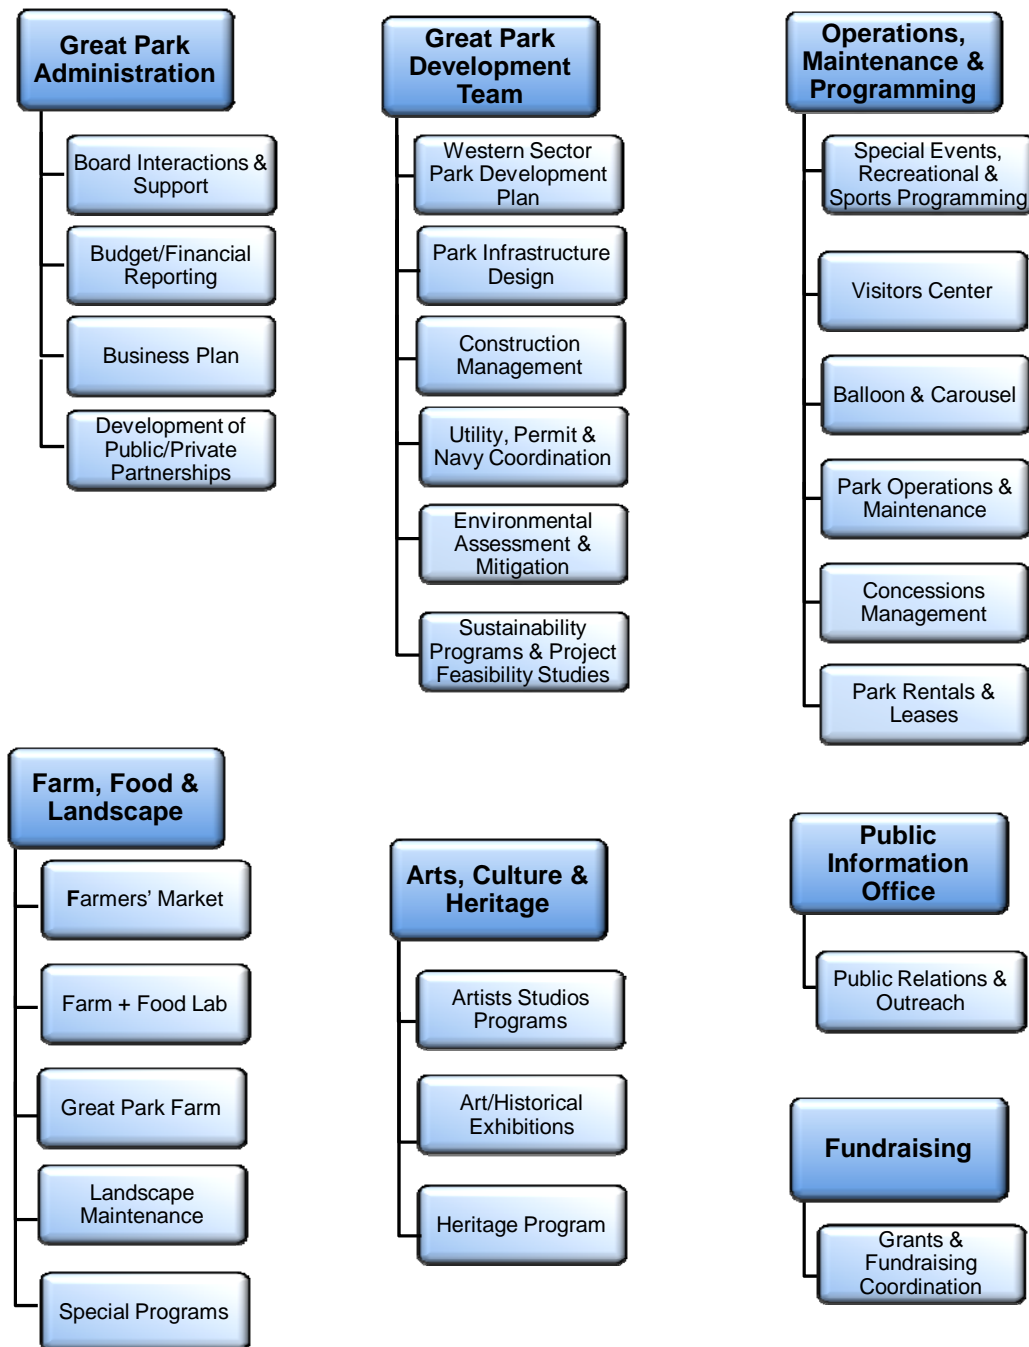 Great Park
Administration
Board Interactions &
Support
Budget/Financial
Reporting
Business Plan
Development of
Public/Private
Partnerships
Great Park
Development
Team
Western Sector
Park Development
Plan
Park Infrastructure
Design
Construction
Management
Utility, Permit &
Navy Coordination
Environmental
Assessment &
Mitigation
Sustainability
Programs & Project
Feasibility Studies
Operations,
Maintenance &
Programming
Special Events,
Recreational &
Sports Programming
Visitors Center
Balloon & Carousel
Park Operations &
Maintenance
Concessions
Management
Park Rentals &
Leases
Farm, Food &
Landscape
Farmers’ Market
Farm + Food Lab
Great Park Farm
Landscape
Maintenance
Special Programs
Arts, Culture &
Heritage
Artists Studios
Programs
Art/Historical
Exhibitions
Heritage Program
Public
Information
Office
Public Relations &
Outreach
Fundraising
Grants &
Fundraising
Coordination